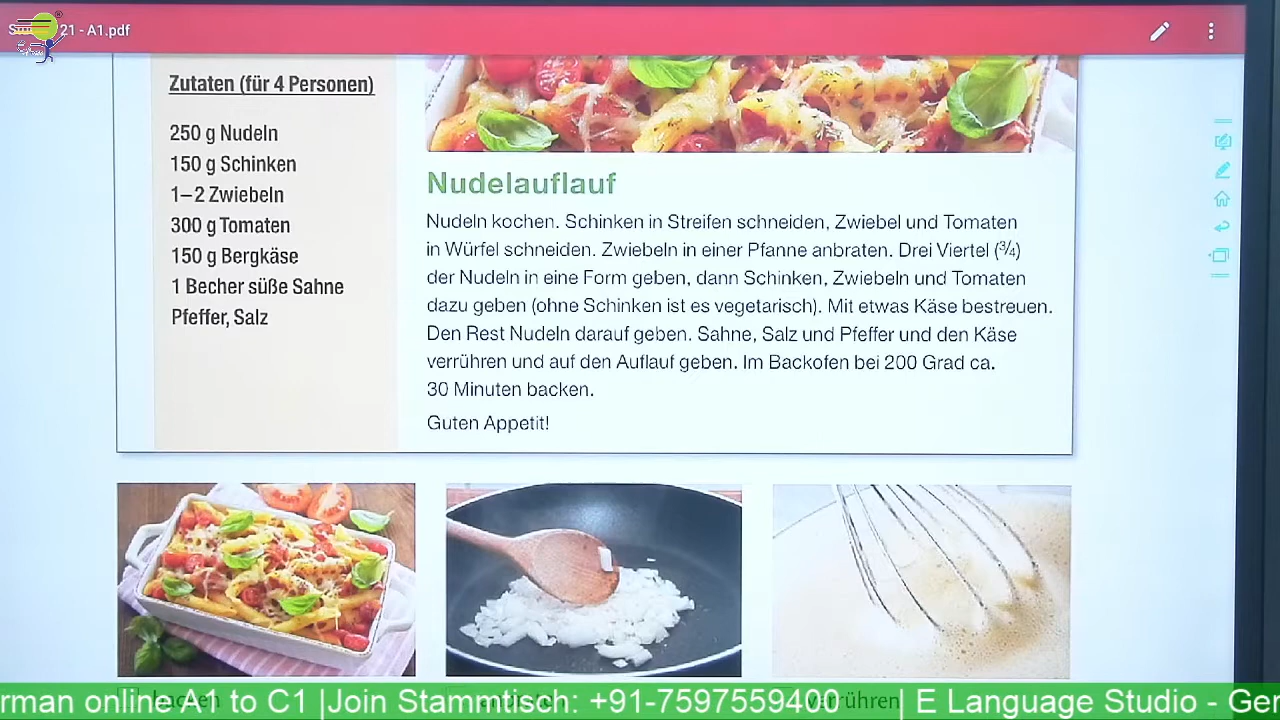 21 - A1.pdf
Zutaten (für 4 Personen)
250 g Nudeln
150 g Schinken
1–2 Zwiebeln
300 g Tomaten
150 g Bergkäse
1 Becher süße Sahne
Pfeffer, Salz
Nudelauflauf
Nudeln kochen. Schinken in Streifen schneiden, Zwiebel und Tomaten
in Würfel schneiden. Zwiebeln in einer Pfanne anbraten. Drei Viertel (¾)
der Nudeln in eine Form geben, dann Schinken, Zwiebeln und Tomaten
dazu geben (ohne Schinken ist es vegetarisch). Mit etwas Käse bestreuen.
Den Rest Nudeln darauf geben. Sahne, Salz und Pfeffer und den Käse
verrühren und auf den Auflauf geben. Im Backofen bei 200 Grad ca.
30 Minuten backen.
Guten Appetit!
verrühren
rman online A1 to C1 |Join Stammtisch: +91-7597559400 | E Language Studio - Ger